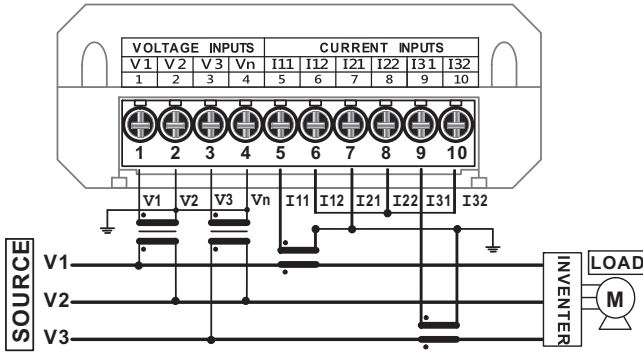 VOLTAGE INPUTS CURRENT INPUTS
V1 V2 V3 Vn I11 I12 I21 I22 I31 I32
1 2 3 4 5 6 7 8 9 10
1 2 3 4 5 6 7 8 9 10
V1 V2 V3 Vn I11 I12 I21 I22 I31 I32
SOURCE
V1
V2
V3
INVENTER
LOAD
M